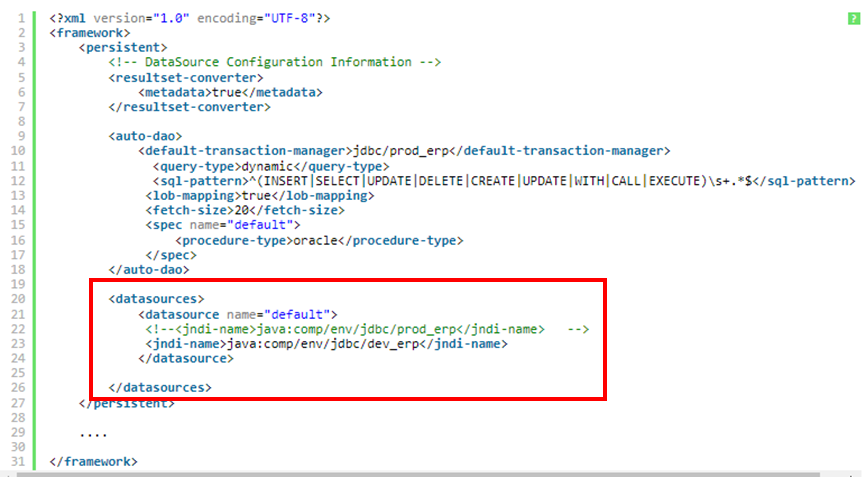 1 <?xml version="1.0" encoding="UTF-8"?>
?
2 <framework>
3 <persistent>
4 <!-- DataSource Configuration Information -->
5 <resultset-converter>
6 <metadata>true</metadata>
7 </resultset-converter>
8
9 <auto-dao>
10 <default-transaction-manager>jdbc/prod_erp</default-transaction-manager>
11 <query-type>dynamic</query-type>
12 <sql-pattern>^(INSERT|SELECT|UPDATE|DELETE|CREATE|UPDATE|WITH|CALL|EXECUTE)\s+.*$</sql-pattern>
13 <lob-mapping>true</lob-mapping>
14 <fetch-size>20</fetch-size>
15 <spec name="default">
16 <procedure-type>oracle</procedure-type>
17 </spec>
18 </auto-dao>
19
20 <datasources>
21 <datasource name="default">
22 <!--<jndi-name>java:comp/env/jdbc/prod_erp</jndi-name> -->
23 <jndi-name>java:comp/env/jdbc/dev_erp</jndi-name>
24 </datasource>
25
26 </datasources>
27 </persistent>
28
29 ....
30
31 </framework>